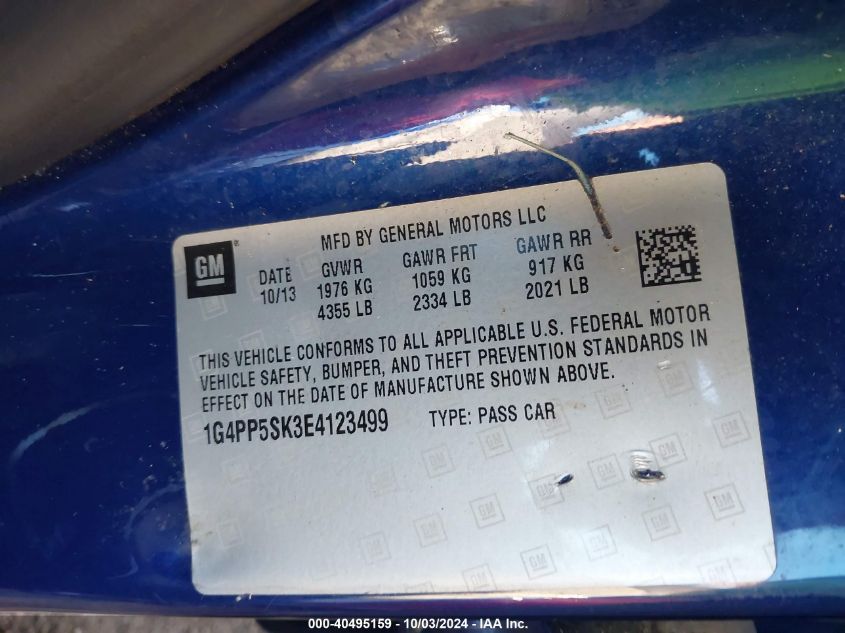 GM
MFD BY GENERAL MOTORS LLC
DATE GVWR GAWR FRT GAWR RR
10/13 1976 KG 1059 KG 917 KG
4355 LB 2334 LB 2021 LB
THIS VEHICLE CONFORMS TO ALL APPLICABLE U.S. FEDERAL MOTOR
VEHICLE SAFETY, BUMPER, AND THEFT PREVENTION STANDARDS IN
EFFECT ON THE DATE OF MANUFACTURE SHOWN ABOVE.
1G4PP5SK3E4123499 TYPE: PASS CAR
000-40495159 - 10/03/2024 - IAA Inc.